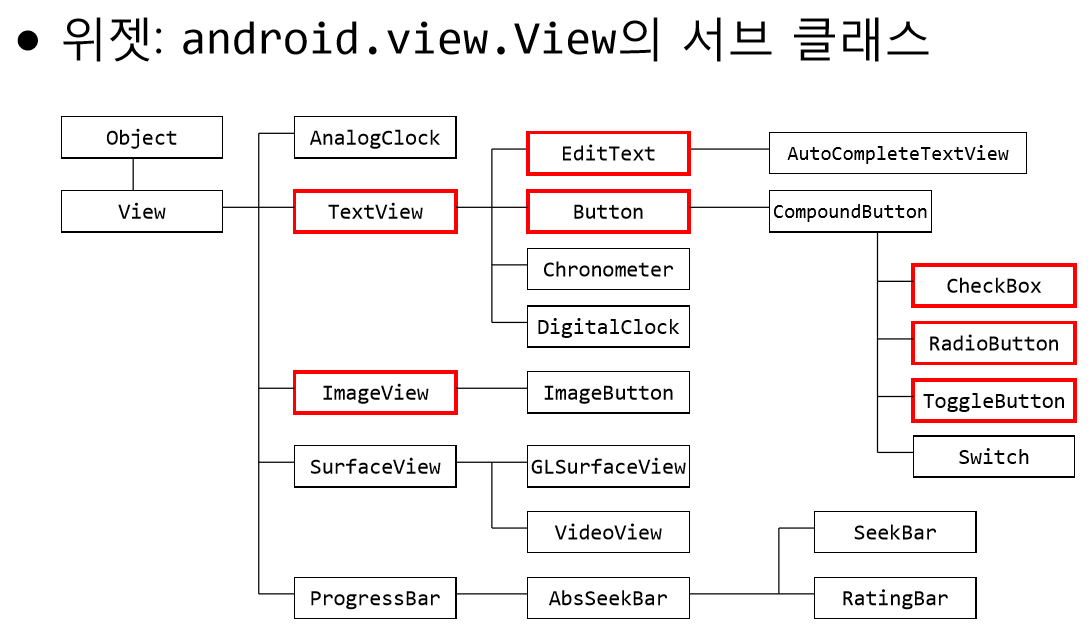 ● 위젯: android.view.View의 서브 클래스
Object
AnalogClock
EditText
AutoCompleteTextView
View
TextView
Button
CompoundButton
Chronometer
CheckBox
DigitalClock
RadioButton
ImageView
ImageButton
ToggleButton
SurfaceView
GLSurfaceView
Switch
VideoView
SeekBar
ProgressBar
AbsSeekBar
RatingBar